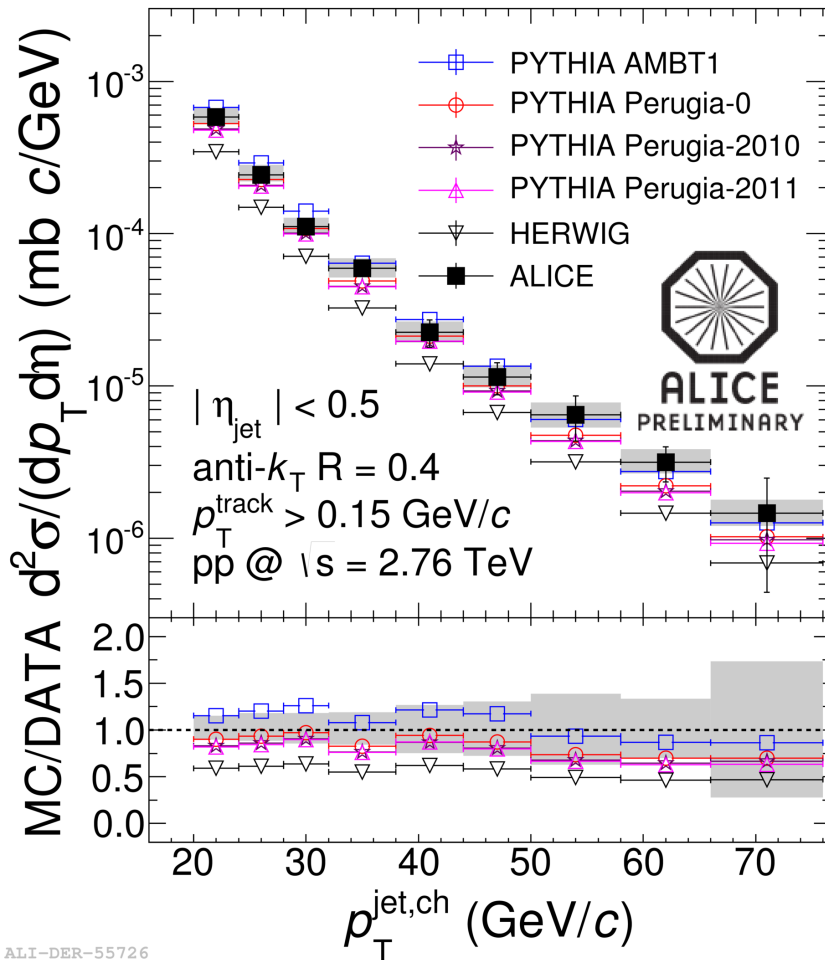 10⁻³
10⁻⁴
10⁻⁵
10⁻⁶
d²σ/(dp_T dη) (mb c/GeV)
PYTHIA AMBT1
PYTHIA Perugia-0
PYTHIA Perugia-2010
PYTHIA Perugia-2011
HERWIG
ALICE
ALICE
PRELIMINARY
| η_jet | < 0.5
anti-k_T R = 0.4
p_T^track > 0.15 GeV/c
pp @ √s = 2.76 TeV
MC/DATA
2.0
1.5
1.0
0.5
0.0
20 30 40 50 60 70
p_T^jet,ch (GeV/c)
ALI-DER-55726